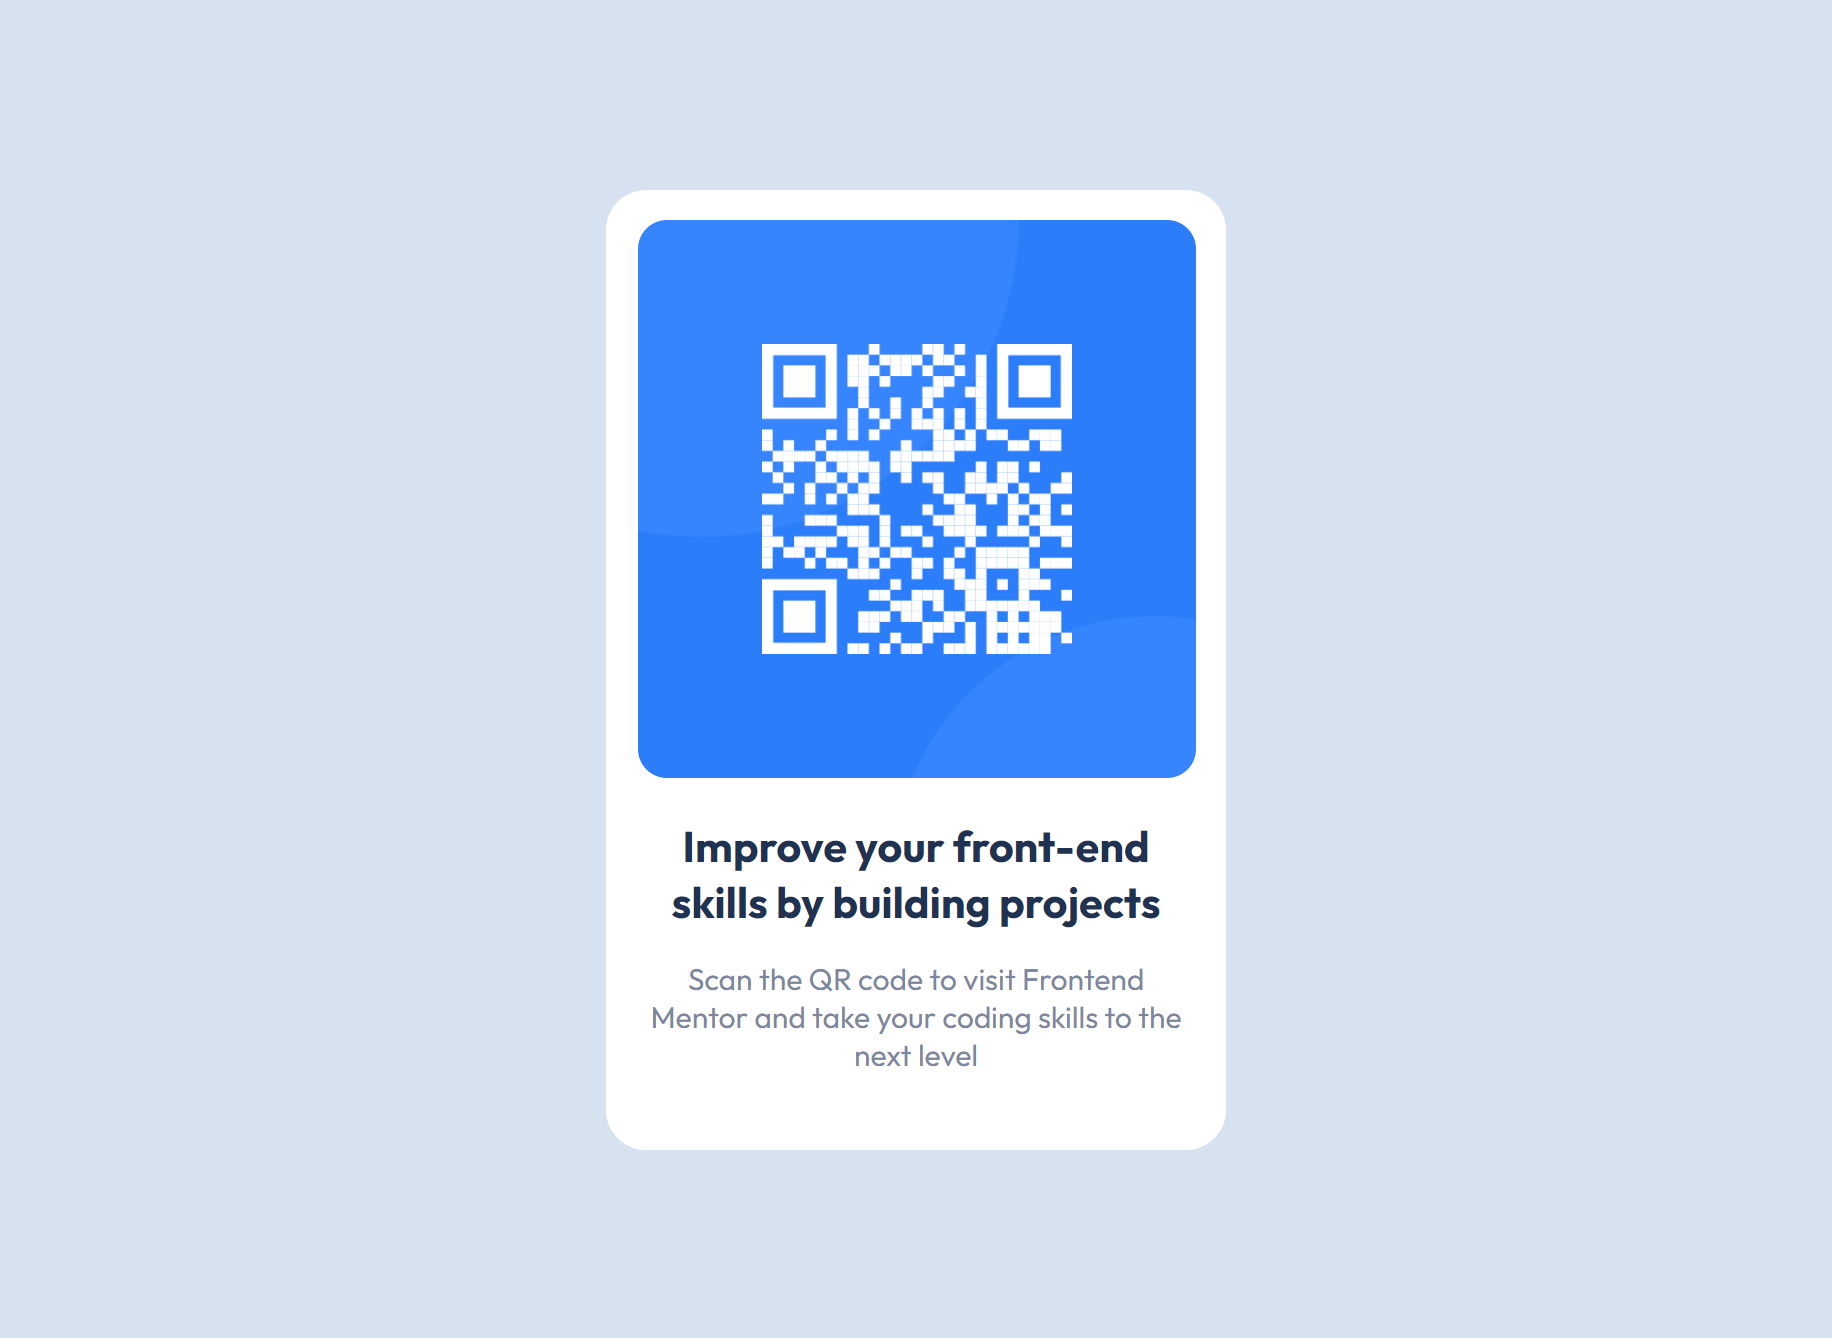 Improve your front-end
skills by building projects
Scan the QR code to visit Frontend
Mentor and take your coding skills to the
next level